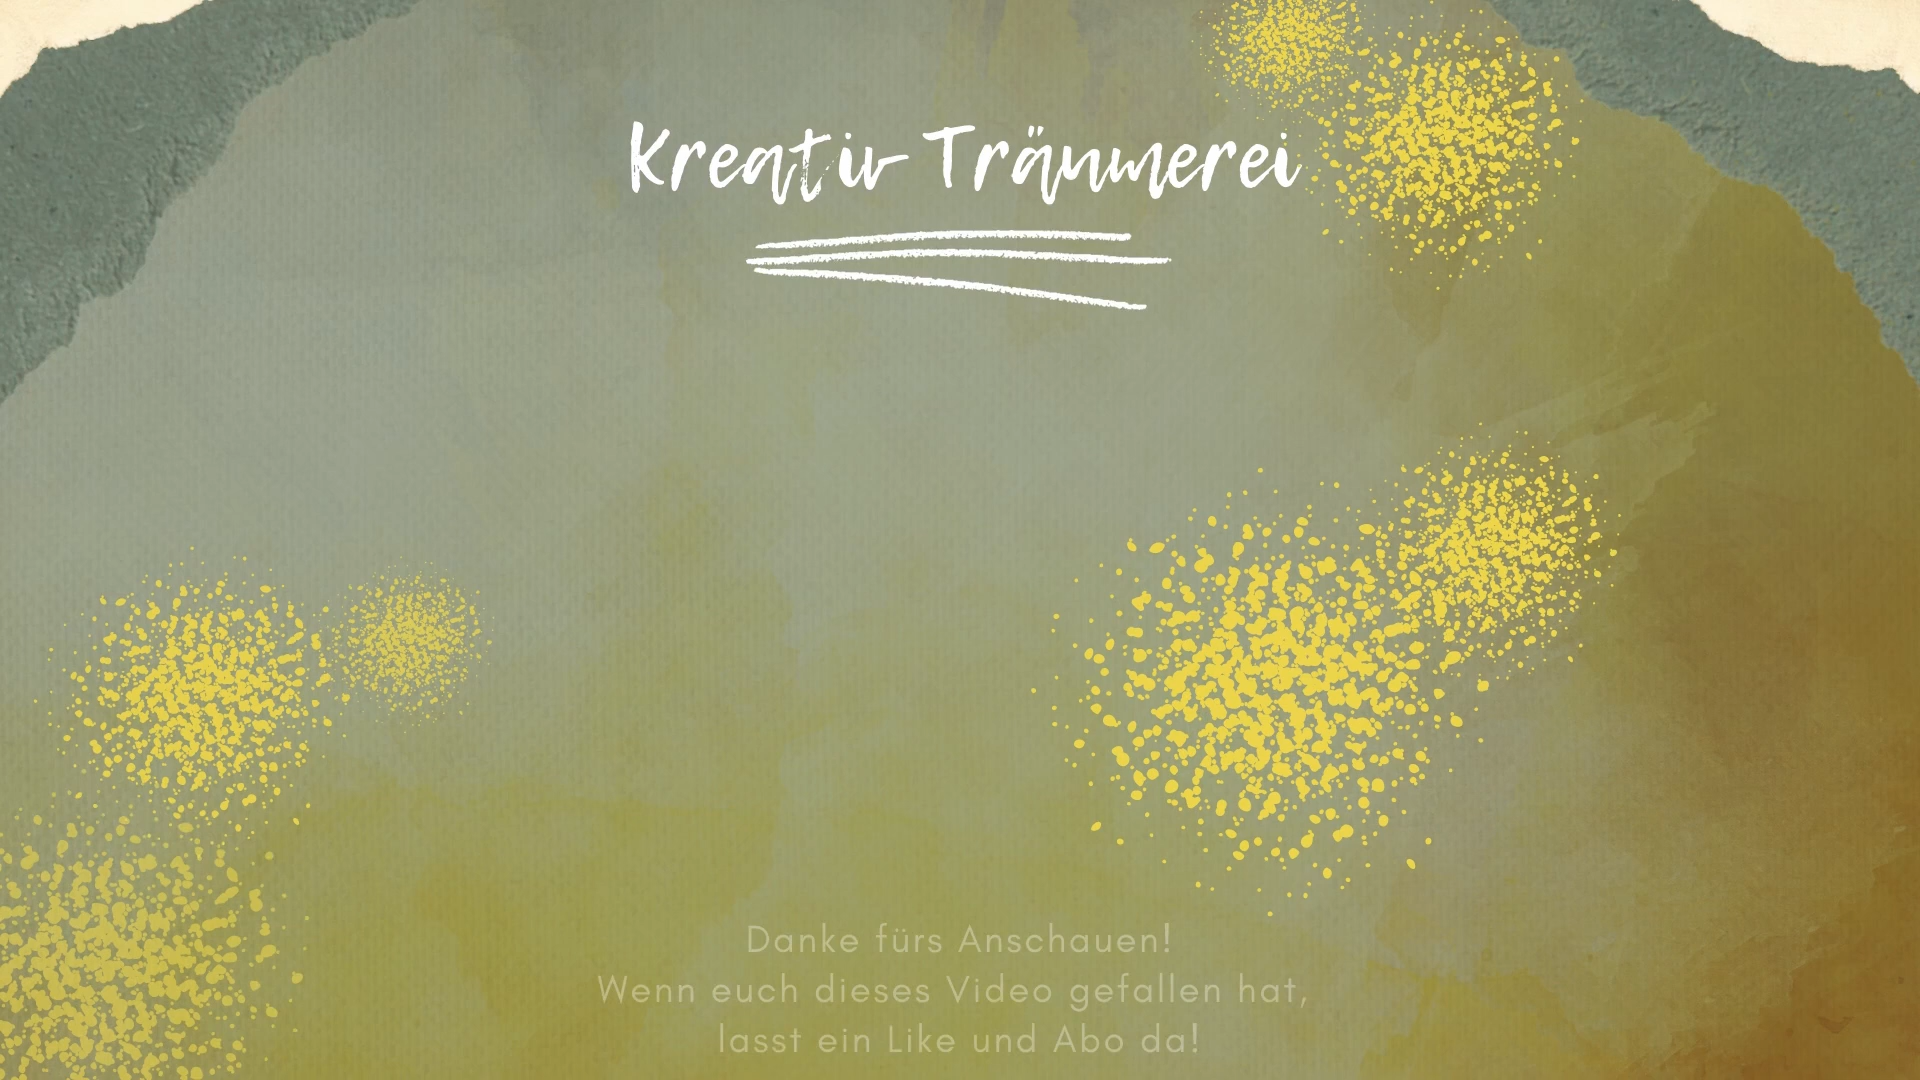 Kreativ Träumerei
Danke fürs Anschauen!
Wenn euch dieses Video gefallen hat,
lasst ein Like und Abo da!